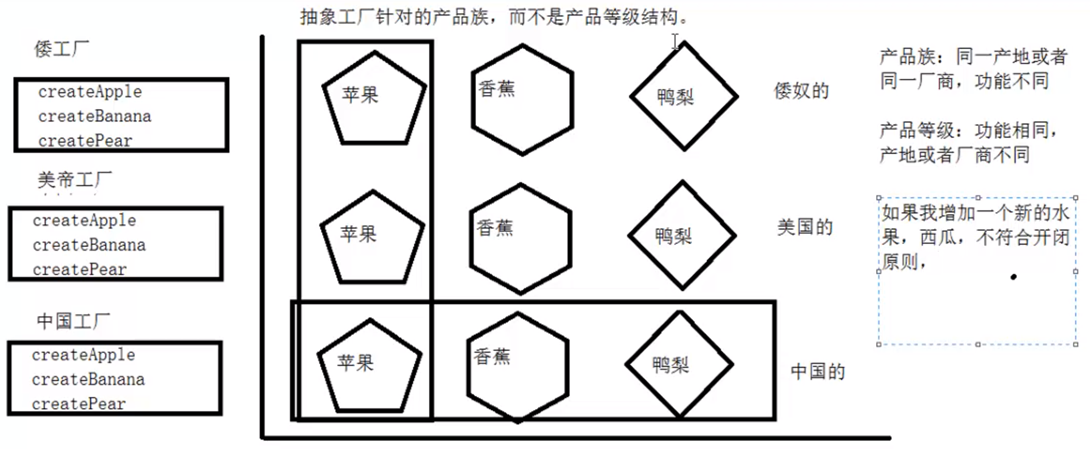 抽象工厂针对的产品族，而不是产品等级结构。
倭工厂
createApple
createBanana
createPear
美帝工厂
createApple
createBanana
createPear
中国工厂
createApple
createBanana
createPear
苹果
香蕉
鸭梨
倭奴的
苹果
香蕉
鸭梨
美国的
苹果
香蕉
鸭梨
中国的
产品族：同一产地或者
同一厂商，功能不同
产品等级：功能相同，
产地或者厂商不同
如果我增加一个新的水
果，西瓜，不符合开闭
原则，